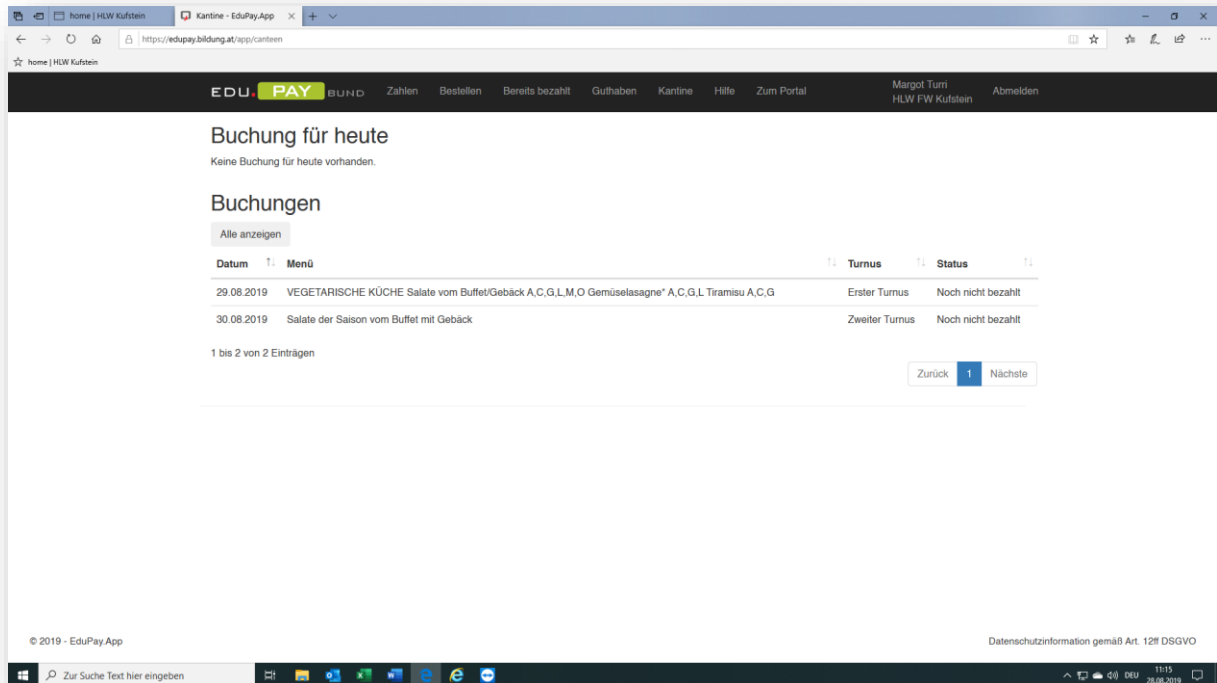 home | HLW Kufstein
Kantine - EduPay.App
https://edupay.bildung.at/app/canteen
home | HLW Kufstein
EDU. PAY BUND Zahlen Bestellen Bereits bezahlt Guthaben Kantine Hilfe Zum Portal Margot Turri Abmelden
HLW FW Kufstein
Buchung für heute
Keine Buchung für heute vorhanden.
Buchungen
Alle anzeigen
Datum Menü Turnus Status
29.08.2019 VEGETARISCHE KÜCHE Salate vom Buffet/Gebäck A,C,G,L,M,O Gemüselasagne* A,C,G,L Tiramisu A,C,G Erster Turnus Noch nicht bezahlt
30.08.2019 Salate der Saison vom Buffet mit Gebäck Zweiter Turnus Noch nicht bezahlt
1 bis 2 von 2 Einträgen
Zurück 1 Nächste
© 2019 - EduPay.App Datenschutzinformation gemäß Art. 12ff DSGVO
Zur Suche Text hier eingeben DEU 11:15
28.08.2019